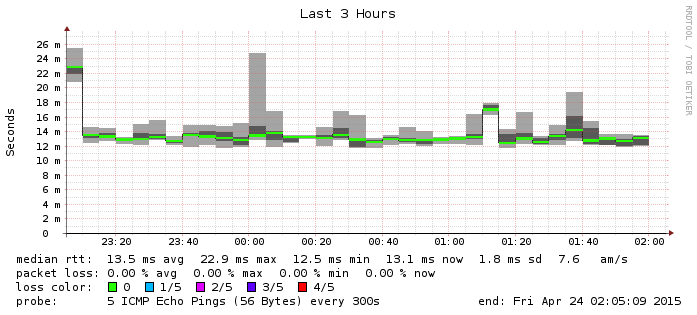 Last 3 Hours
RRDTOOL / TOBI OETIKER
Seconds
26 m
24 m
22 m
20 m
18 m
16 m
14 m
12 m
10 m
8 m
6 m
4 m
2 m
0
23:20 23:40 00:00 00:20 00:40 01:00 01:20 01:40 02:00
median rtt: 13.5 ms avg 22.9 ms max 12.5 ms min 13.1 ms now 1.8 ms sd 7.6 am/s
packet loss: 0.00 % avg 0.00 % max 0.00 % min 0.00 % now
loss color: 0 1/5 2/5 3/5 4/5
probe: 5 ICMP Echo Pings (56 Bytes) every 300s end: Fri Apr 24 02:05:09 2015